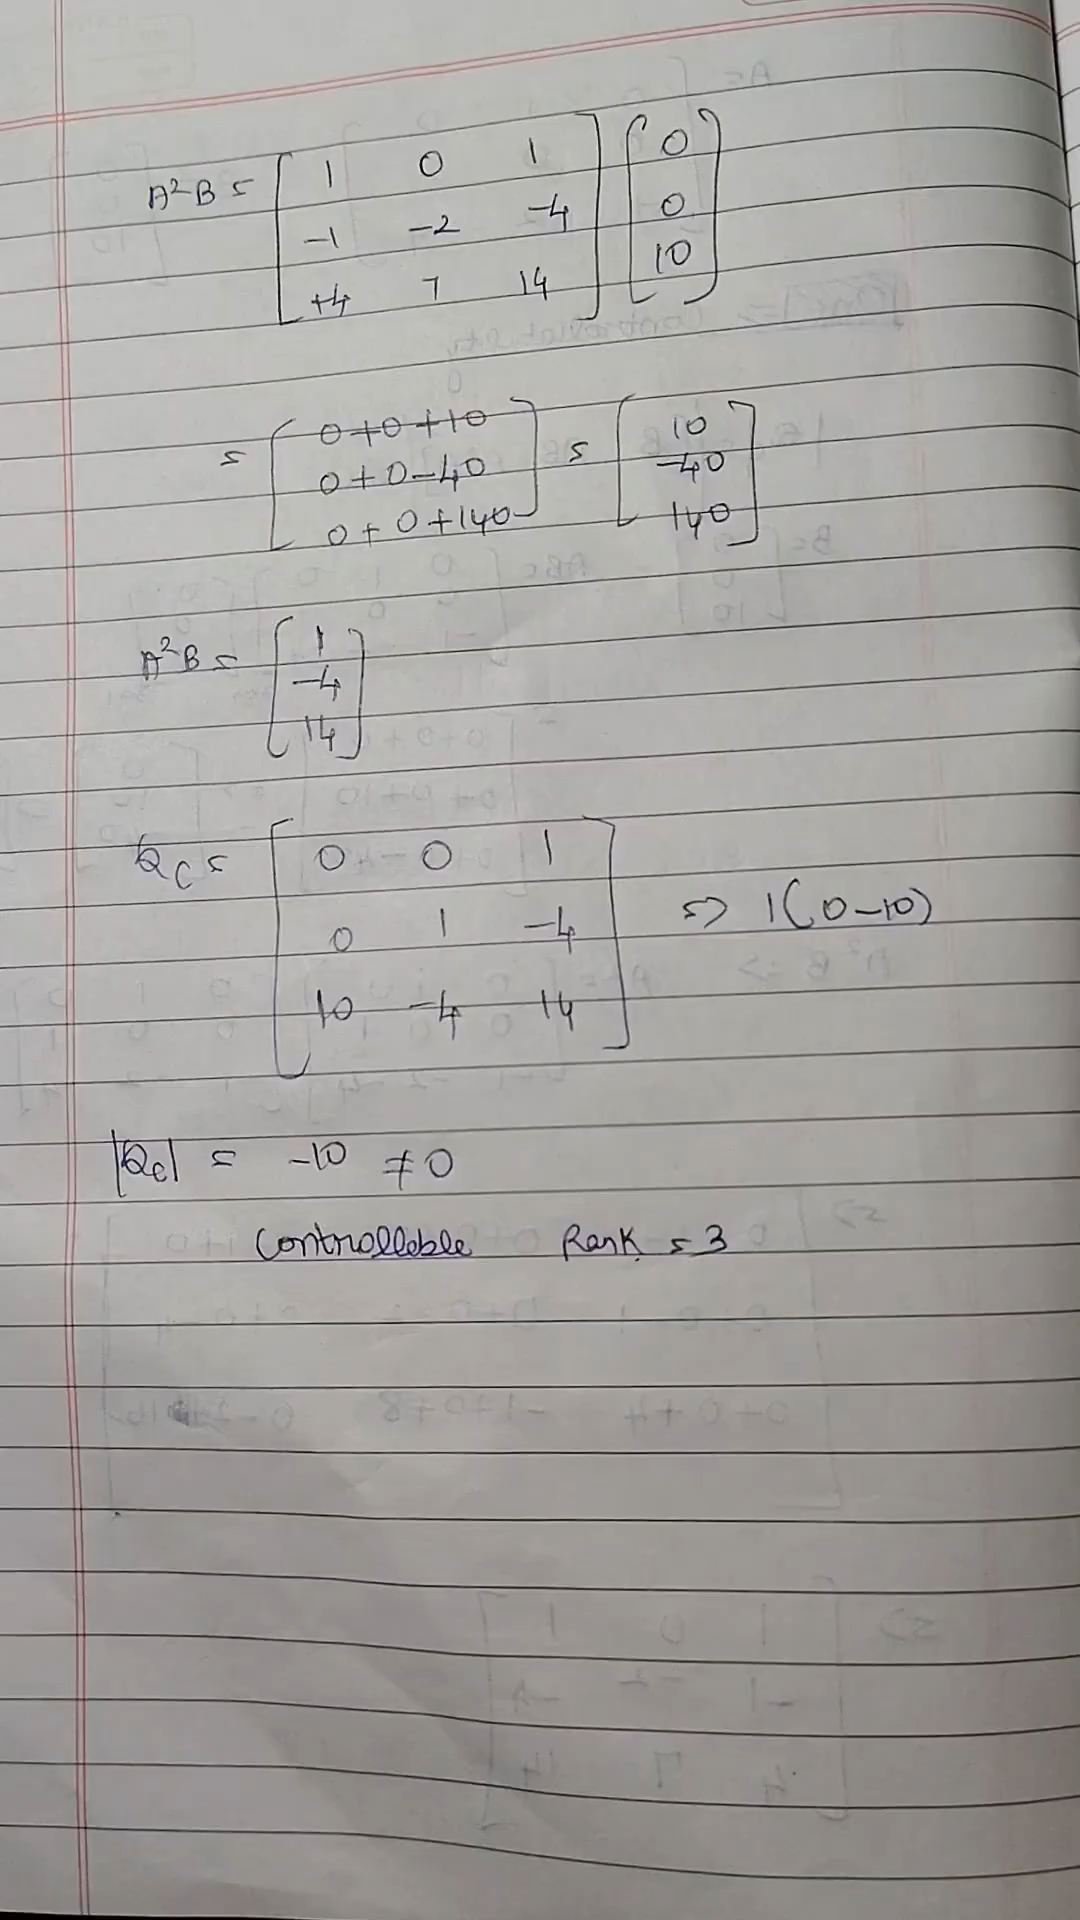 A²B = [ 1 0 1 ] [ 0 ]
[ -1 -2 -4 ] [ 0 ]
[ +4 7 14 ] [ 10 ]
= [ 0+0+10 ] = [ 10 ]
[ 0+0-40 ] [ -40 ]
[ 0+0+140 ] [ 140 ]
A²B = [ 1 ]
[ -4 ]
[ 14 ]
Qc = [ 0 0 1 ]
[ 0 1 -4 ] => 1(0-10)
[ 10 -4 14 ]
|Qc| = -10 ≠ 0
Controllable Rank = 3